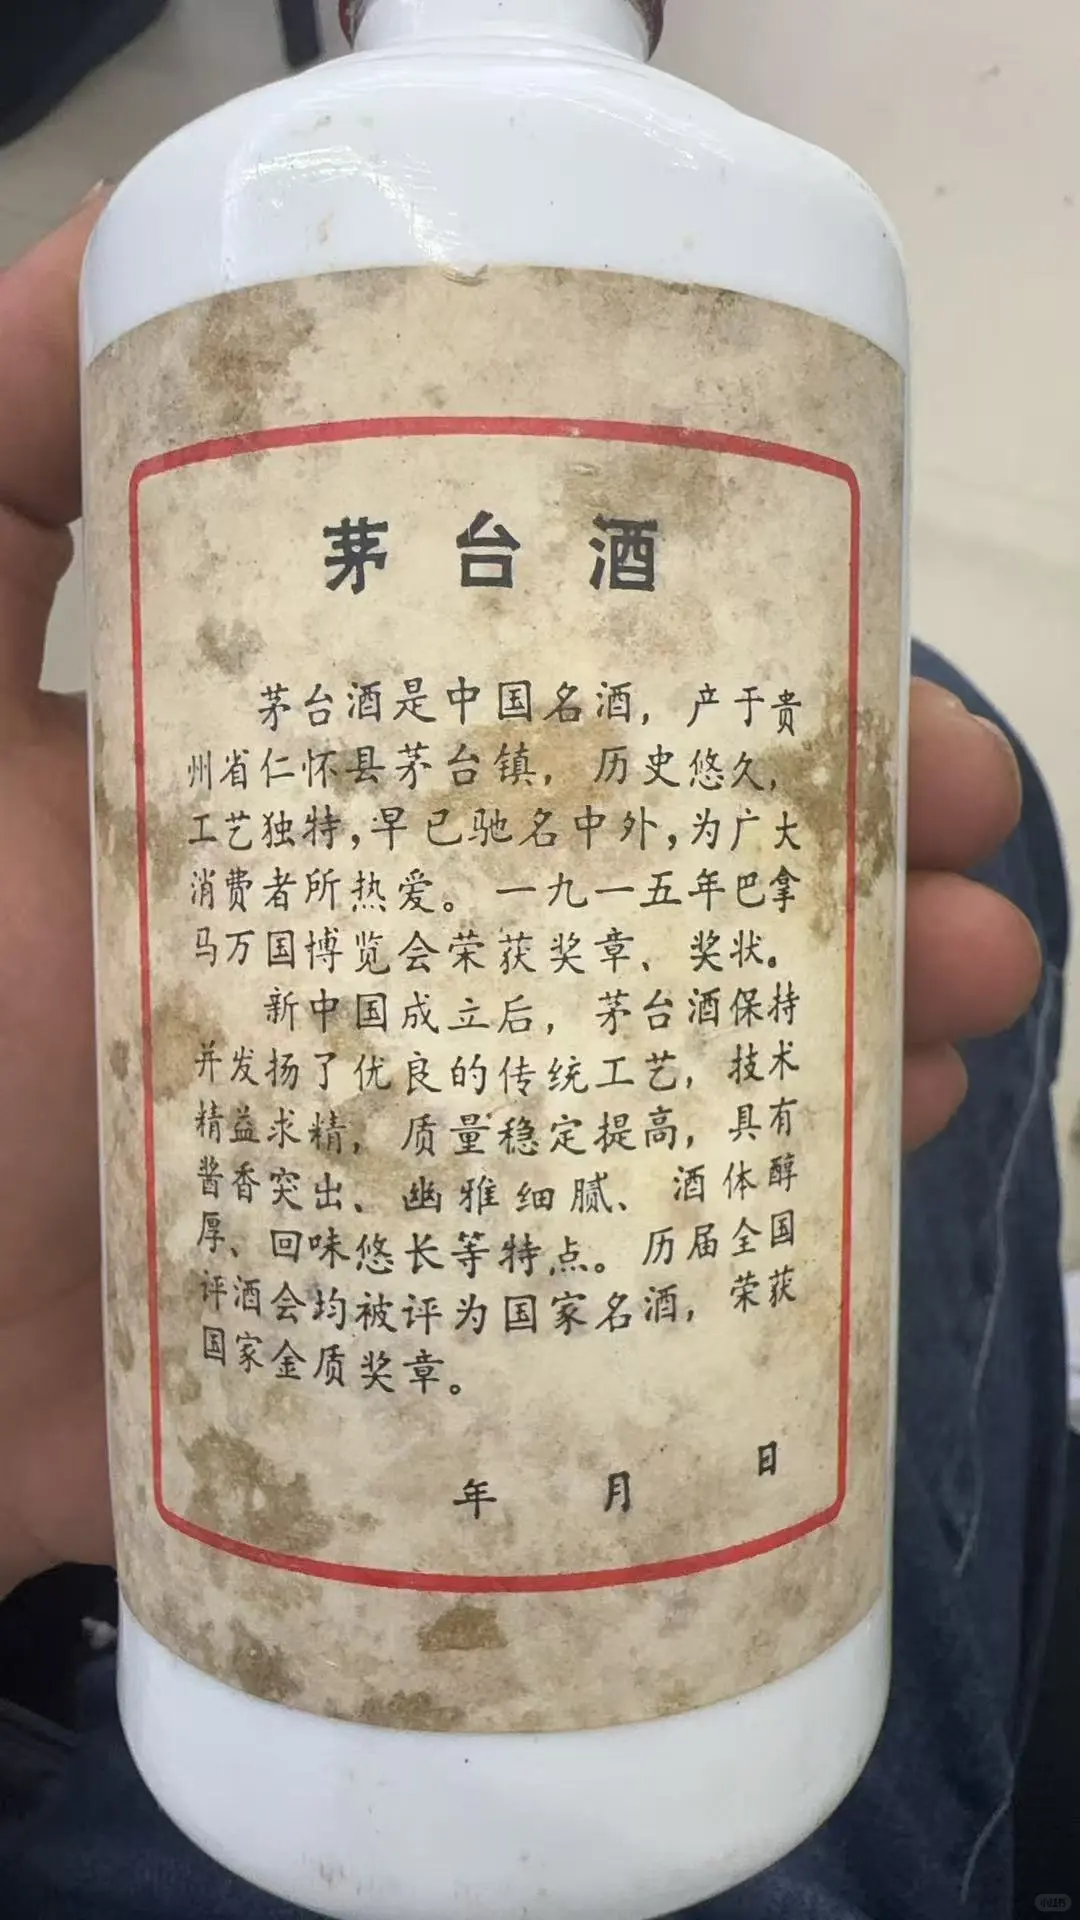 茅台酒
茅台酒是中国名酒，产于贵
州省仁怀县茅台镇，历史悠久，
工艺独特，早已驰名中外，为广大
消费者所热爱。一九一五年巴拿
马万国博览会荣获奖章、奖状。
新中国成立后，茅台酒保持
并发扬了优良的传统工艺，技术
精益求精，质量稳定提高，具有
酱香突出、幽雅细腻、酒体醇
厚、回味悠长等特点。历届全国
评酒会均被评为国家名酒，荣获
国家金质奖章。
年 月 日